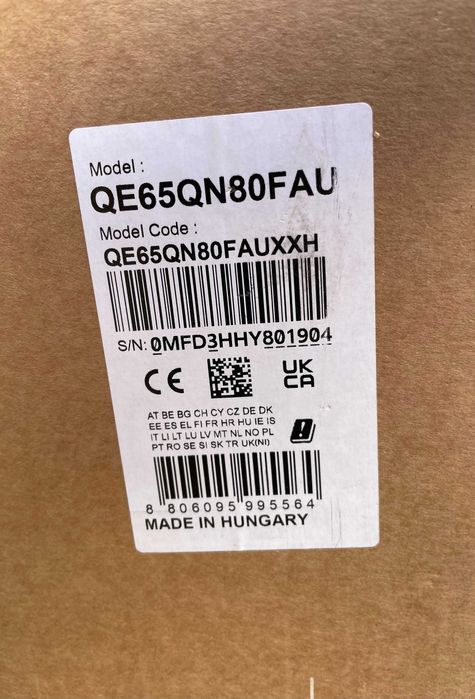 Model :
QE65QN80FAU
Model Code :
QE65QN80FAUXXH
S/N: 0MFD3HHY801904
CE UK CA
AT BE BG CH CY CZ DE DK
EE ES EL FI FR HR HU IE IS
IT LI LT LU LV MT NL NO PL
PT RO SE SI SK TR UK(NI)
8 806095 995564
MADE IN HUNGARY